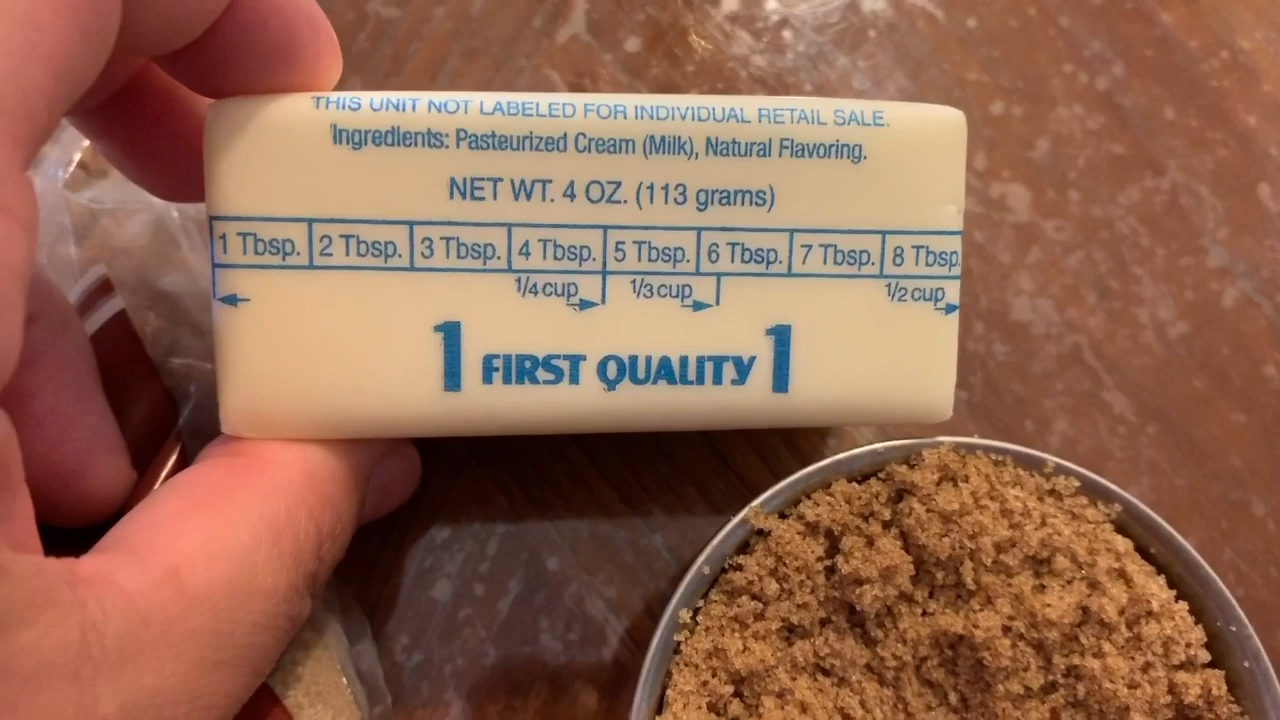 THIS UNIT NOT LABELED FOR INDIVIDUAL RETAIL SALE.
Ingredients: Pasteurized Cream (Milk), Natural Flavoring.
NET WT. 4 OZ. (113 grams)
1 Tbsp. 2 Tbsp. 3 Tbsp. 4 Tbsp. 5 Tbsp. 6 Tbsp. 7 Tbsp. 8 Tbsp.
1/4 cup 1/3 cup 1/2 cup
1 FIRST QUALITY 1